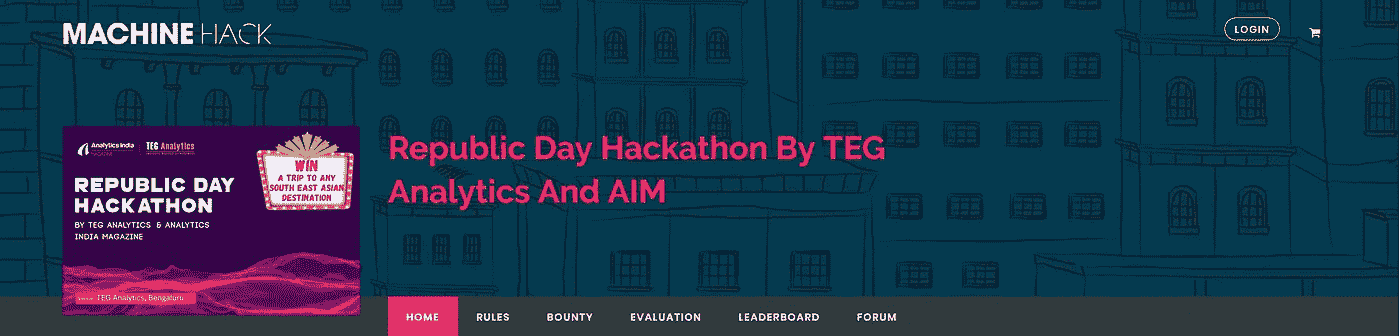 MACHINE HACK
LOGIN
Analytics India
TEG Analytics
WIN
A TRIP TO ANY
SOUTH EAST ASIAN
DESTINATION
REPUBLIC DAY
HACKATHON
BY TEG ANALYTICS & ANALYTICS
INDIA MAGAZINE
TEG Analytics, Bengaluru
Republic Day Hackathon By TEG
Analytics And AIM
HOME RULES BOUNTY EVALUATION LEADERBOARD FORUM